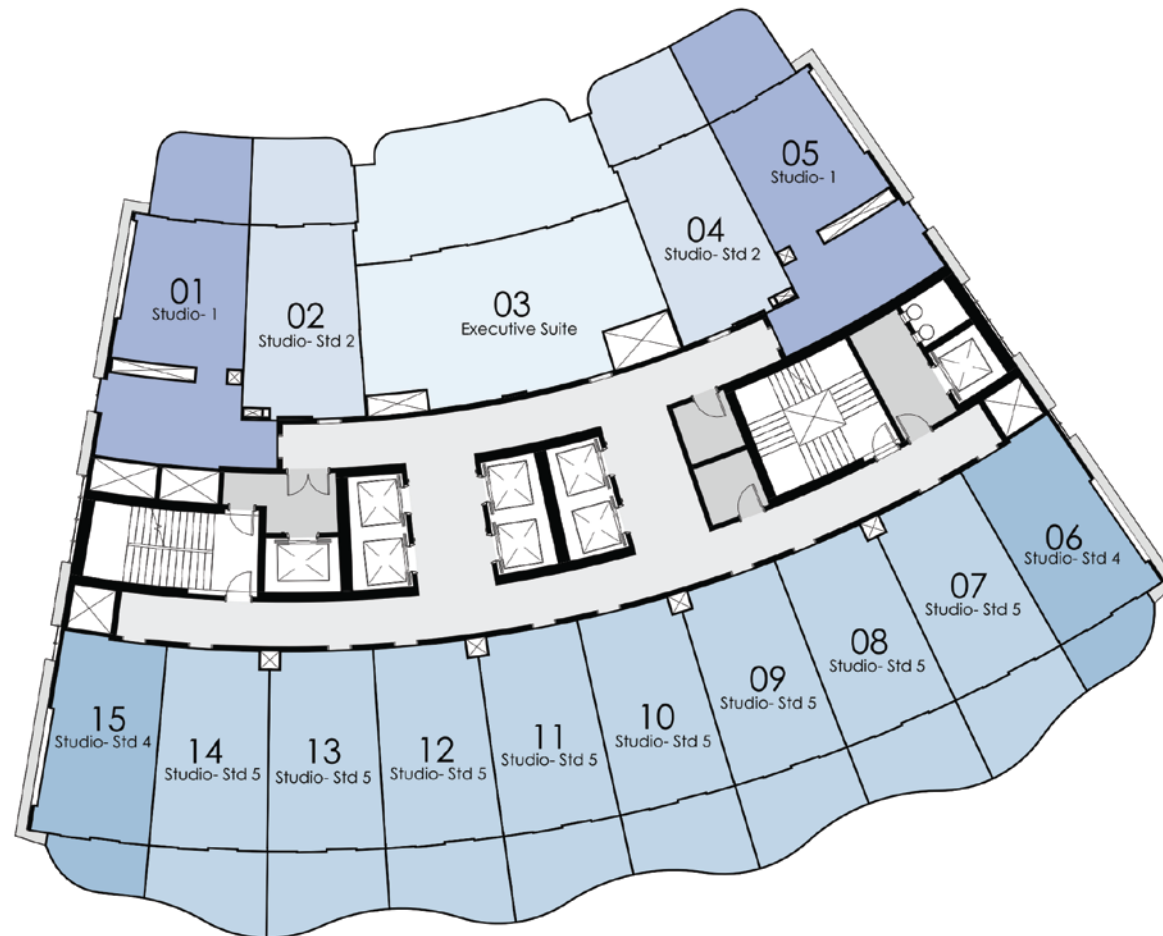 01
Studio- 1
02
Studio- Std 2
03
Executive Suite
04
Studio- Std 2
05
Studio- 1
06
Studio- Std 4
07
Studio- Std 5
08
Studio- Std 5
09
Studio- Std 5
10
Studio- Std 5
11
Studio- Std 5
12
Studio- Std 5
13
Studio- Std 5
14
Studio- Std 5
15
Studio- Std 4